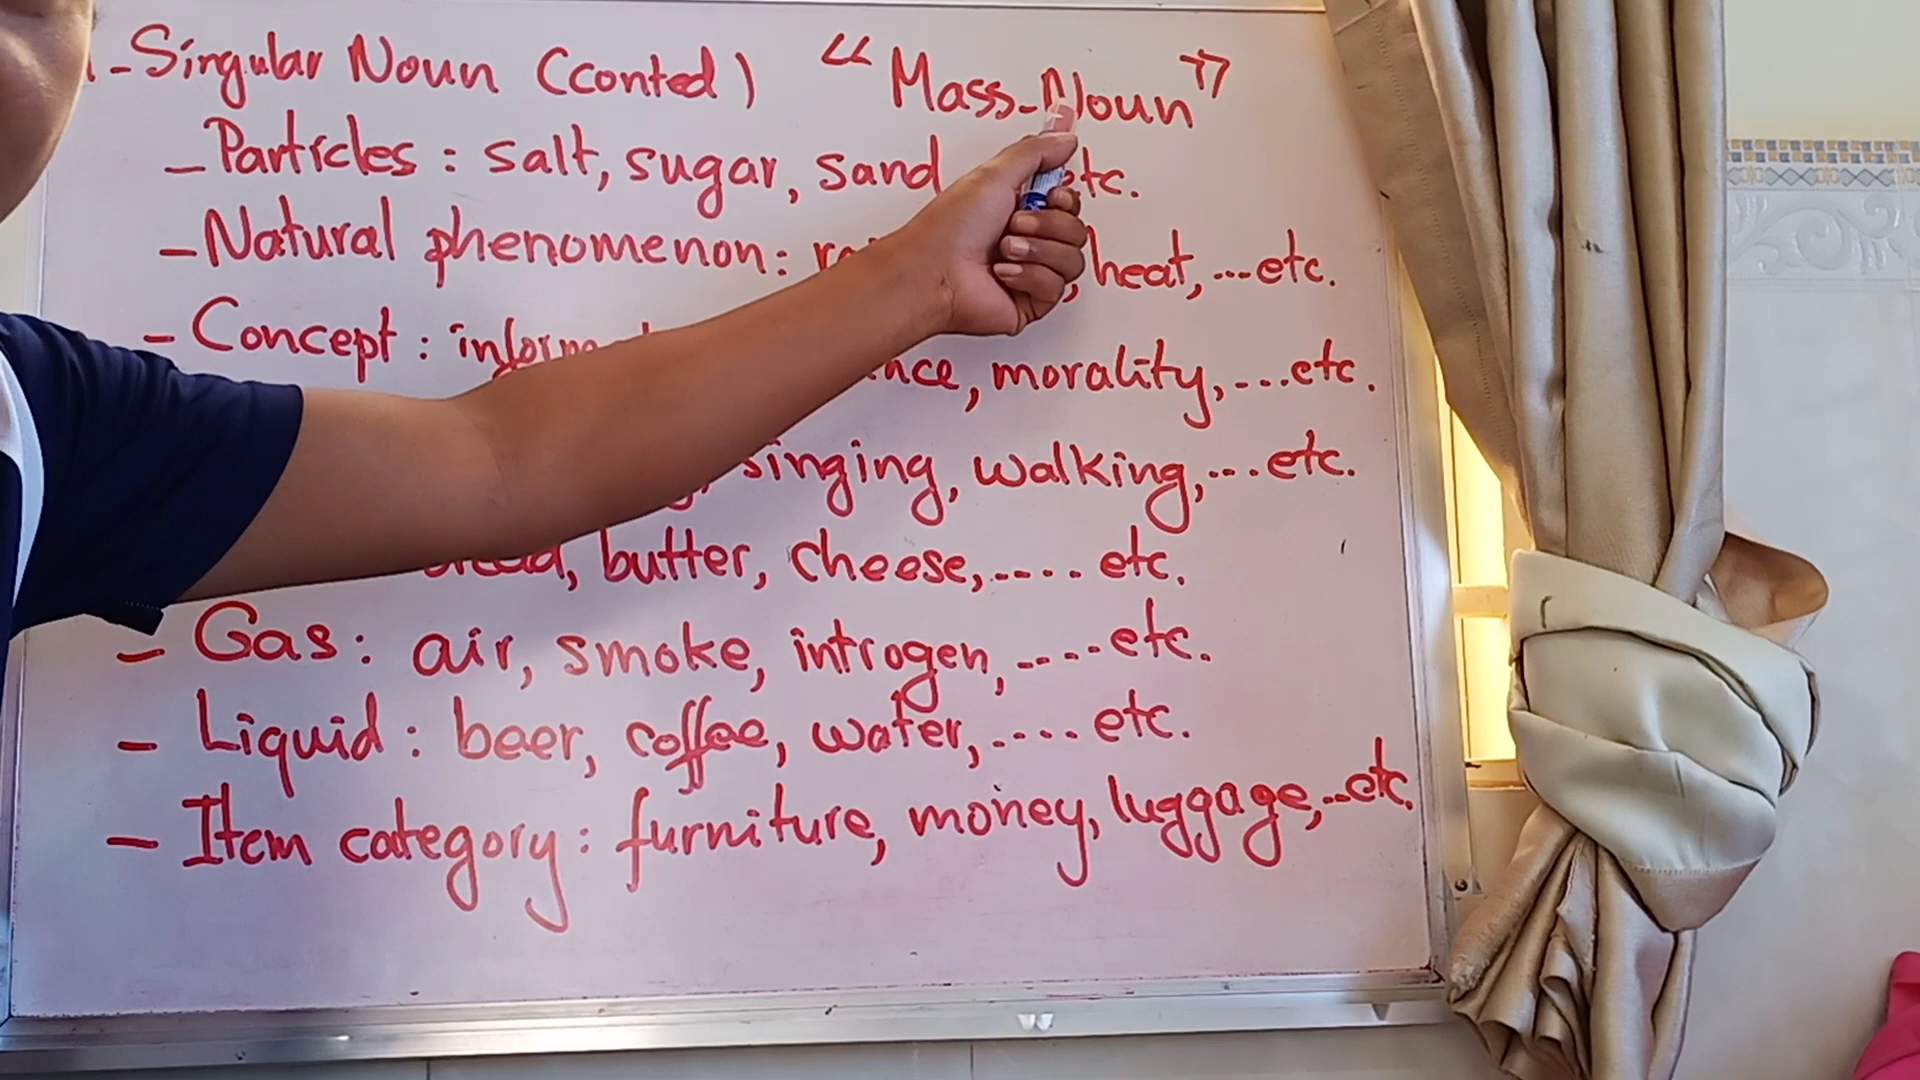 -Singular Noun (conted) “Mass-Noun”
- Particles : salt, sugar, sand etc.
- Natural phenomenon: heat, ...etc.
- Concept : morality, ...etc.
singing, walking, ...etc.
butter, cheese, .... etc.
- Gas: air, smoke, introgen, ....etc.
- Liquid : beer, coffee, water, .... etc.
- Item category : furniture, money, luggage, ..etc.